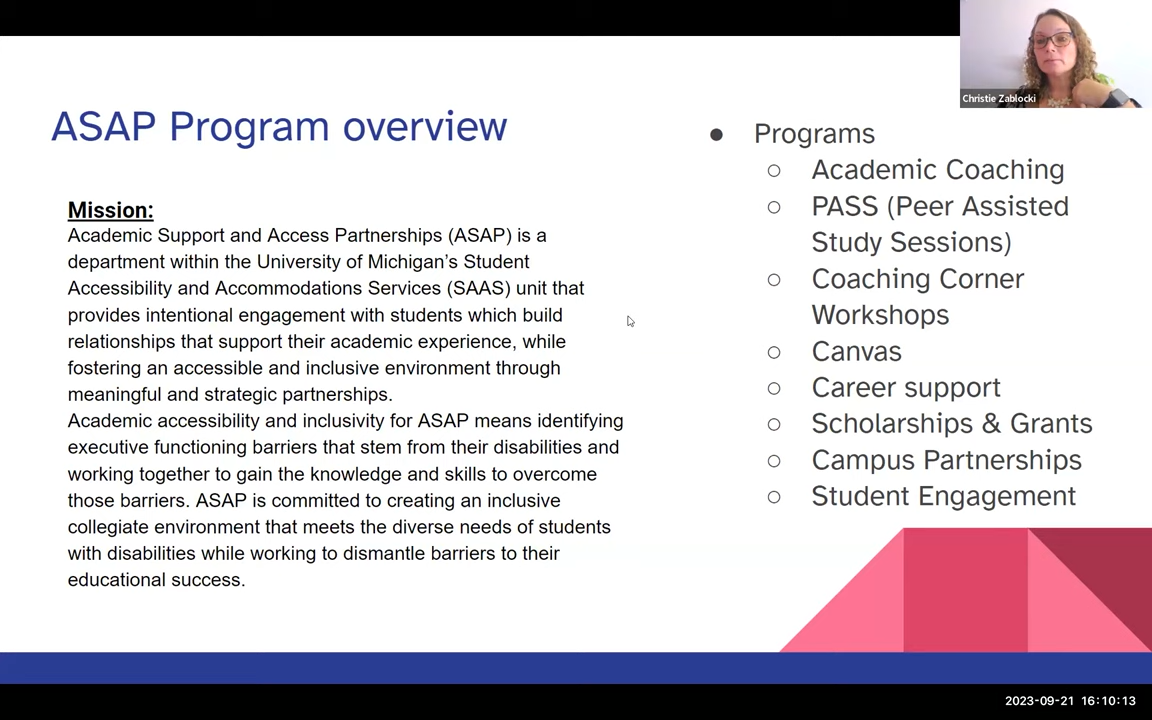 Christie Zablocki
ASAP Program overview
Mission:
Academic Support and Access Partnerships (ASAP) is a
department within the University of Michigan’s Student
Accessibility and Accommodations Services (SAAS) unit that
provides intentional engagement with students which build
relationships that support their academic experience, while
fostering an accessible and inclusive environment through
meaningful and strategic partnerships.
Academic accessibility and inclusivity for ASAP means identifying
executive functioning barriers that stem from their disabilities and
working together to gain the knowledge and skills to overcome
those barriers. ASAP is committed to creating an inclusive
collegiate environment that meets the diverse needs of students
with disabilities while working to dismantle barriers to their
educational success.
● Programs
○ Academic Coaching
○ PASS (Peer Assisted
Study Sessions)
○ Coaching Corner
Workshops
○ Canvas
○ Career support
○ Scholarships & Grants
○ Campus Partnerships
○ Student Engagement
2023-09-21 16:10:13